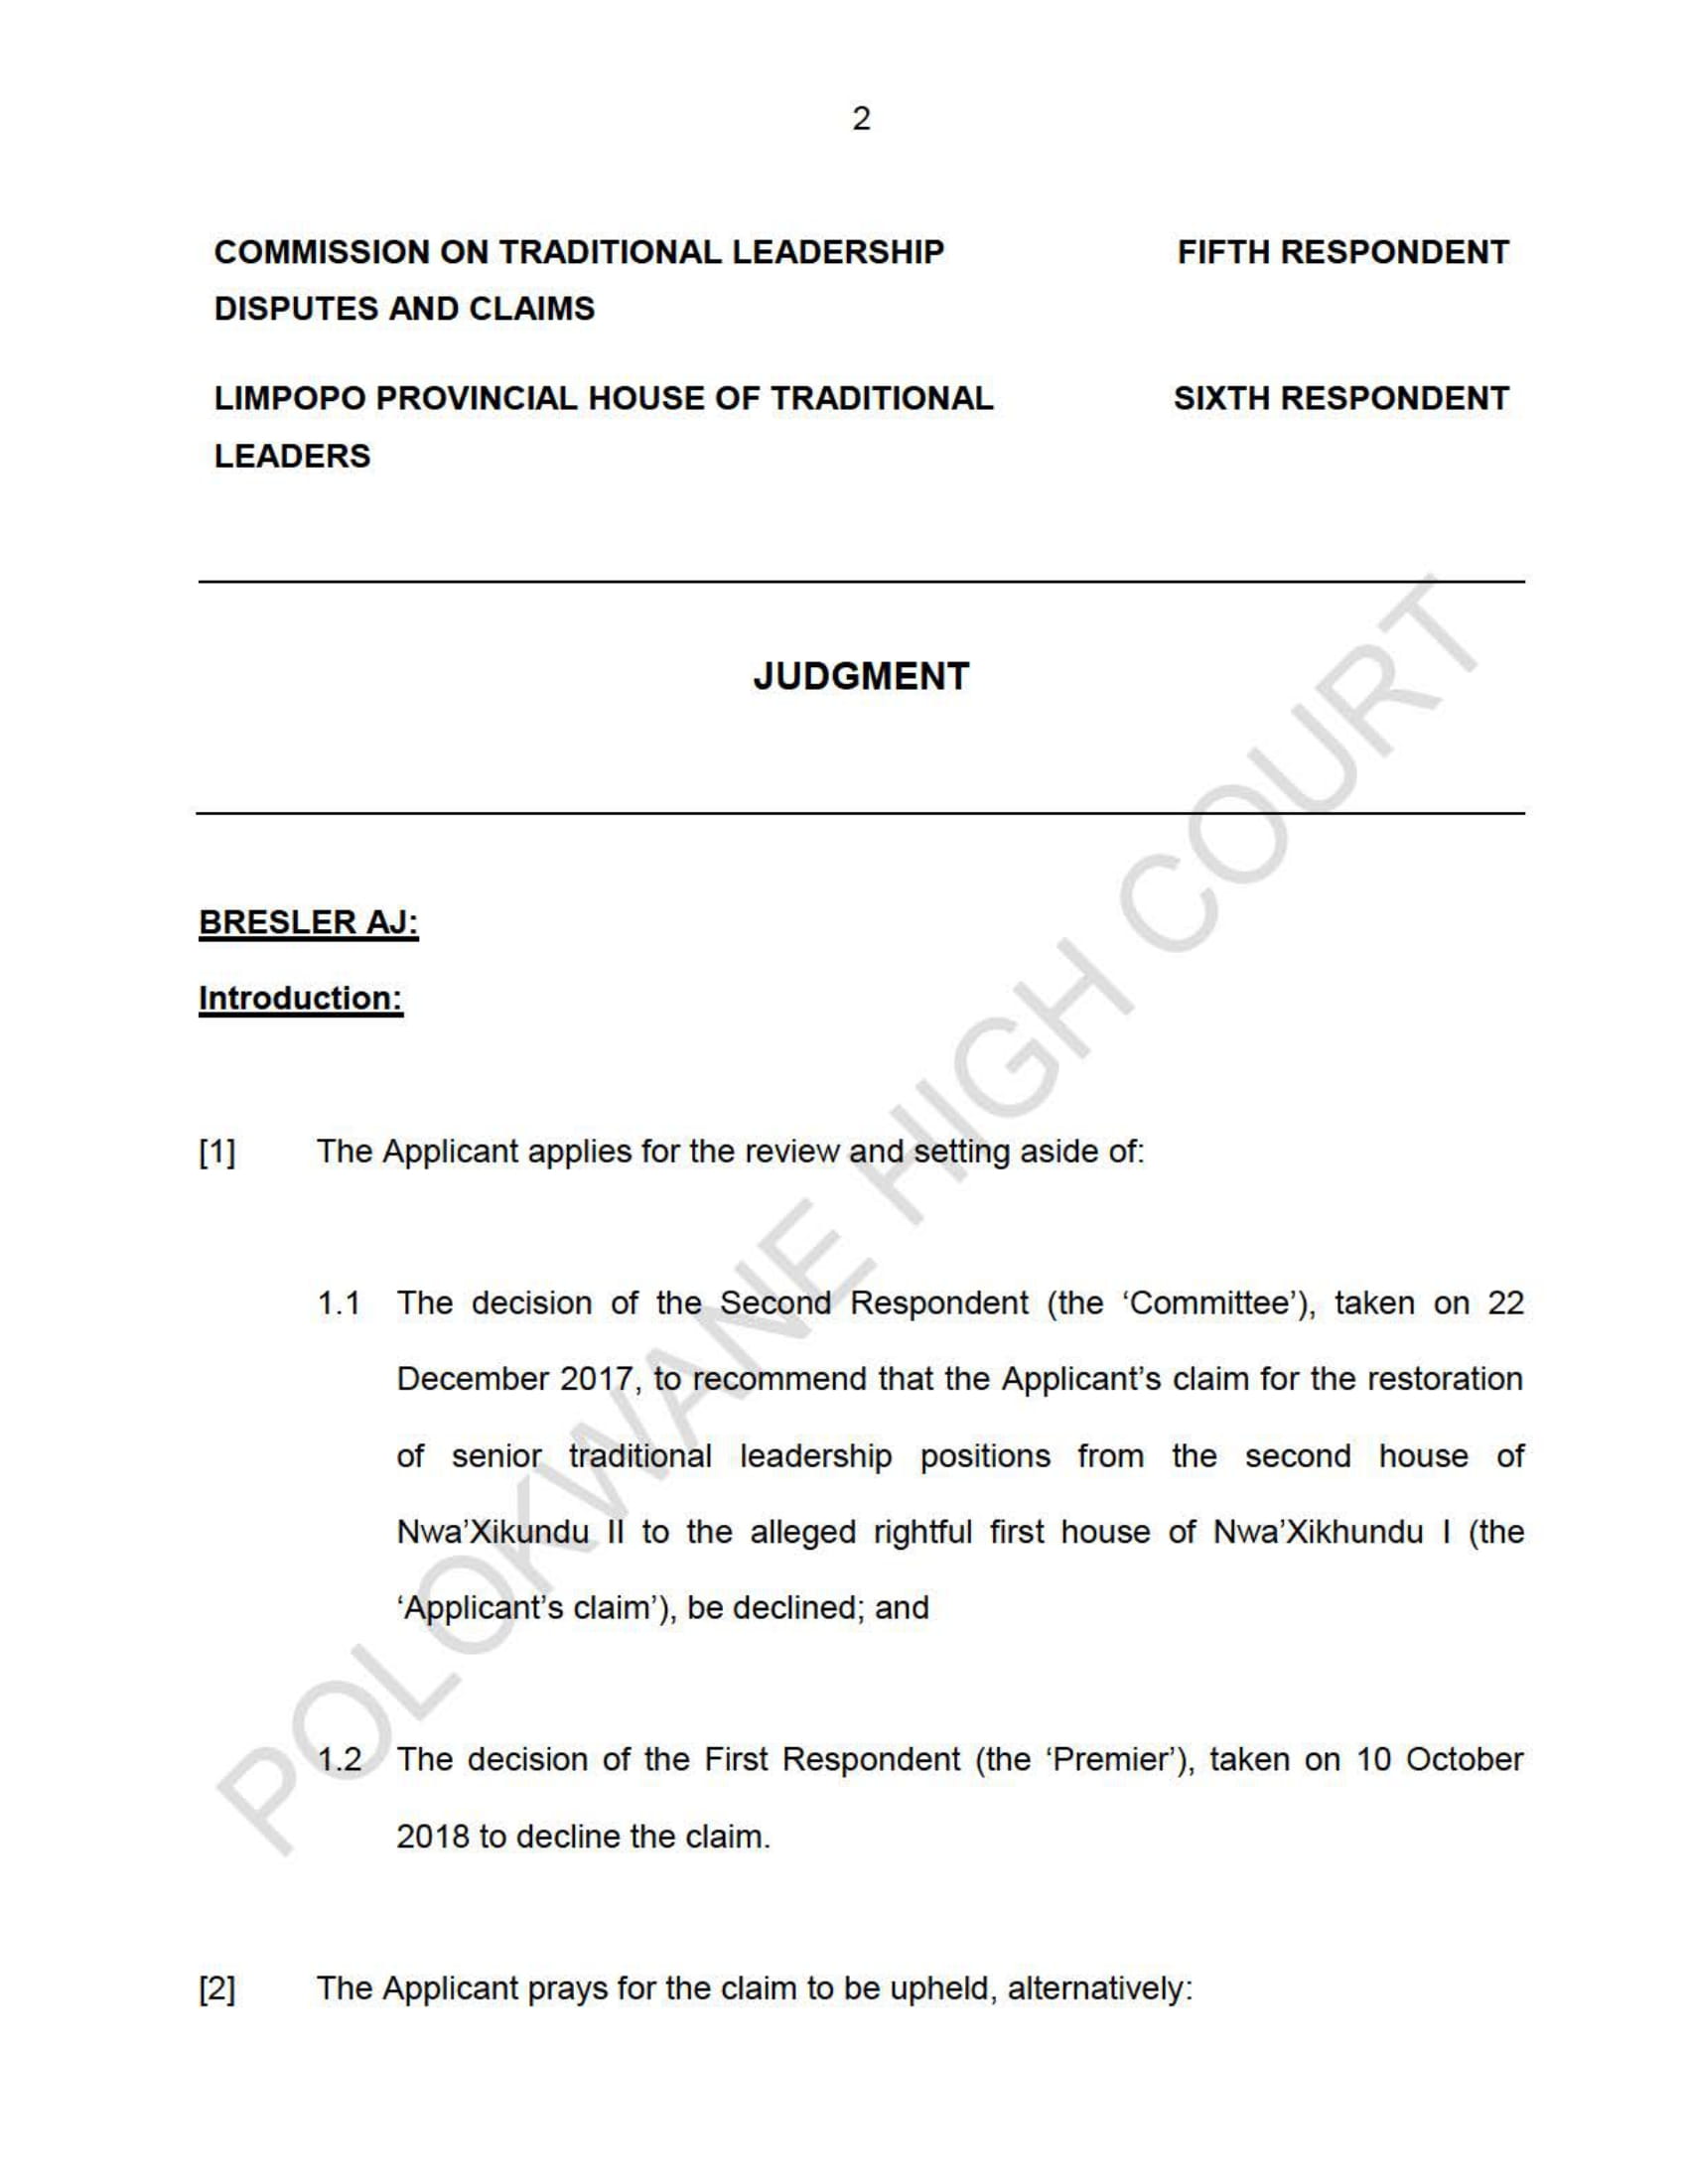 2
COMMISSION ON TRADITIONAL LEADERSHIP FIFTH RESPONDENT
DISPUTES AND CLAIMS
LIMPOPO PROVINCIAL HOUSE OF TRADITIONAL SIXTH RESPONDENT
LEADERS
JUDGMENT
BRESLER AJ:
Introduction:
[1] The Applicant applies for the review and setting aside of:
1.1 The decision of the Second Respondent (the ‘Committee’), taken on 22
December 2017, to recommend that the Applicant’s claim for the restoration
of senior traditional leadership positions from the second house of
Nwa’Xikundu II to the alleged rightful first house of Nwa’Xikhundu I (the
‘Applicant’s claim’), be declined; and
1.2 The decision of the First Respondent (the ‘Premier’), taken on 10 October
2018 to decline the claim.
[2] The Applicant prays for the claim to be upheld, alternatively:
POLOKWANE HIGH COURT